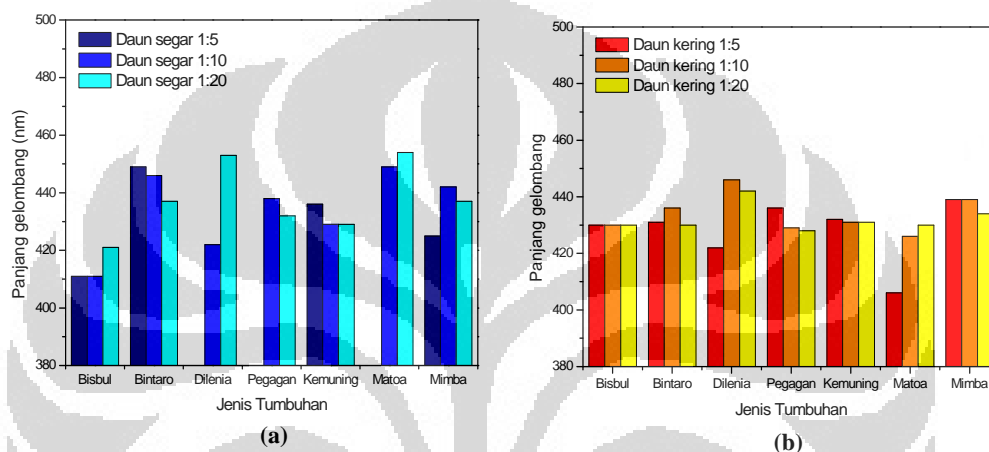 500
480
460
440
420
400
380
Panjang gelombang (nm)
Daun segar 1:5
Daun segar 1:10
Daun segar 1:20
Bisbul Bintaro Dilenia Pegagan Kemuning Matoa Mimba
Jenis Tumbuhan
(a)
500
480
460
440
420
400
380
Panjang gelombang
Daun kering 1:5
Daun kering 1:10
Daun kering 1:20
Bisbul Bintaro Dilenia Pegagan Kemuning Matoa Mimba
Jenis Tumbuhan
(b)